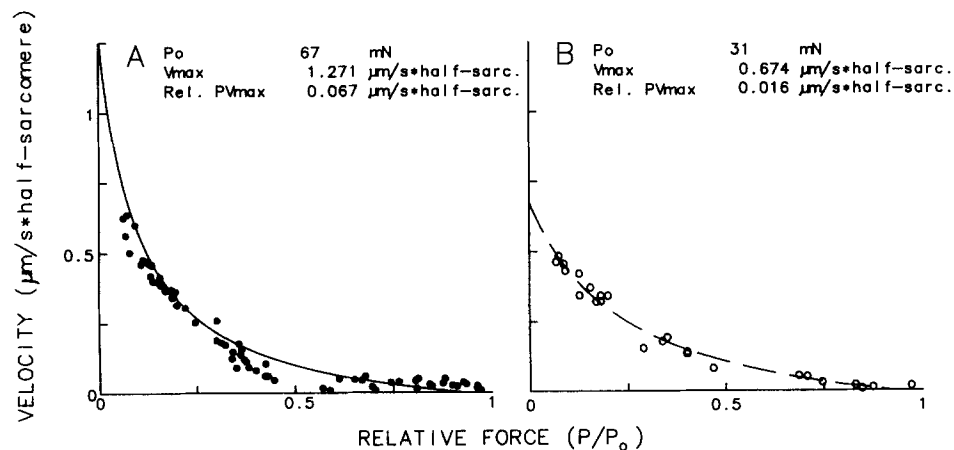 A
Po 67 mN
Vmax 1.271 µm/s*half-sarc.
Rel. PVmax 0.067 µm/s*half-sarc.
B
Po 31 mN
Vmax 0.674 µm/s*half-sarc.
Rel. PVmax 0.016 µm/s*half-sarc.
VELOCITY (µm/s*half-sarcomere)
1
0.5
0
0 0.5 1
0 0.5 1
RELATIVE FORCE (P/Po)